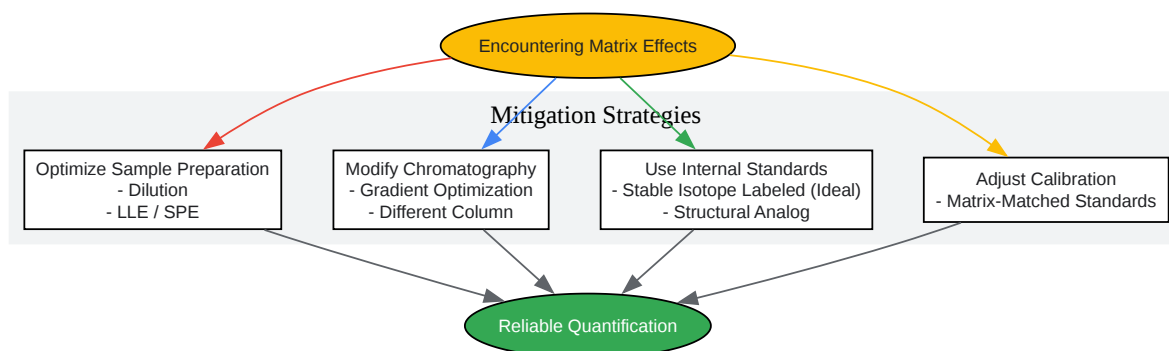 Encountering Matrix Effects
Mitigation Strategies
Optimize Sample Preparation
- Dilution
- LLE / SPE
Modify Chromatography
- Gradient Optimization
- Different Column
Use Internal Standards
- Stable Isotope Labeled (Ideal)
- Structural Analog
Adjust Calibration
- Matrix-Matched Standards
Reliable Quantification